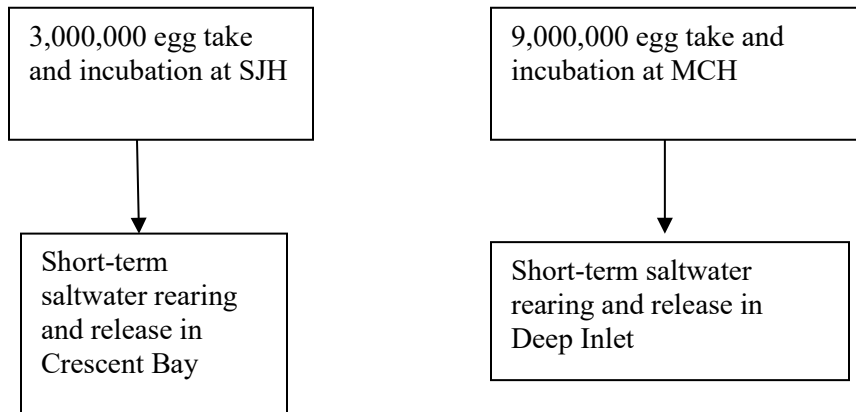 3,000,000 egg take
and incubation at SJH
9,000,000 egg take and
incubation at MCH
Short-term
saltwater rearing
and release in
Crescent Bay
Short-term saltwater
rearing and release in
Deep Inlet